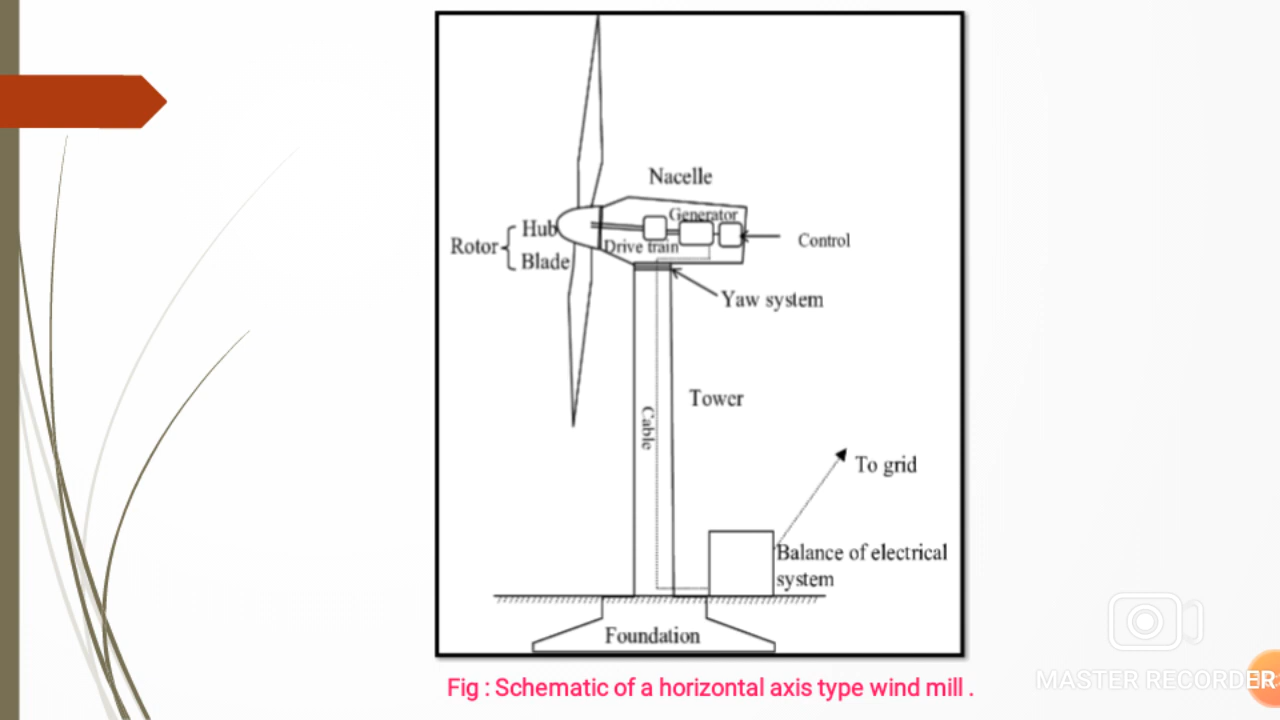 Nacelle
Generator
Hub
Rotor
Drive train
Control
Blade
Yaw system
Tower
Cable
To grid
Balance of electrical
system
Foundation
Fig : Schematic of a horizontal axis type wind mill .
MASTER RECORDER